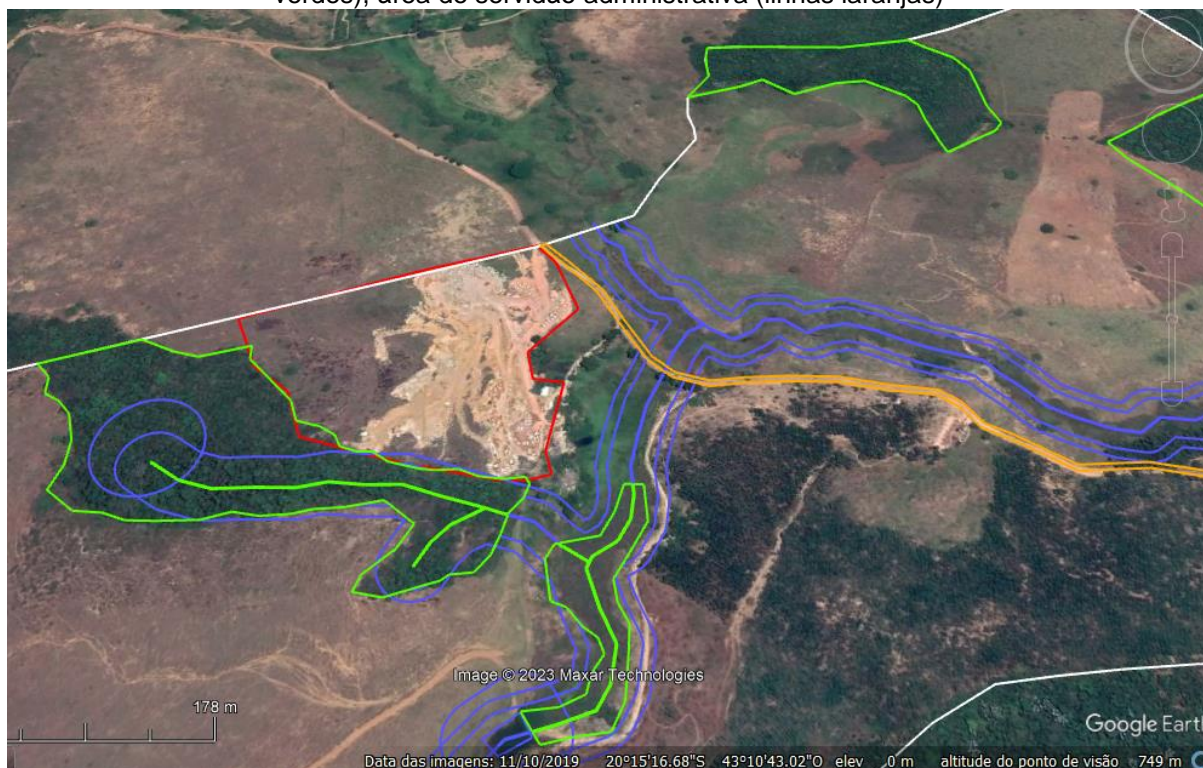 verdes), área de servidão administrativa (linhas laranjas)
Image © 2023 Maxar Technologies
178 m
Google Earth
Data das imagens: 11/10/2019 20°15'16.68"S 43°10'43.02"O elev 0 m altitude do ponto de visão 749 m